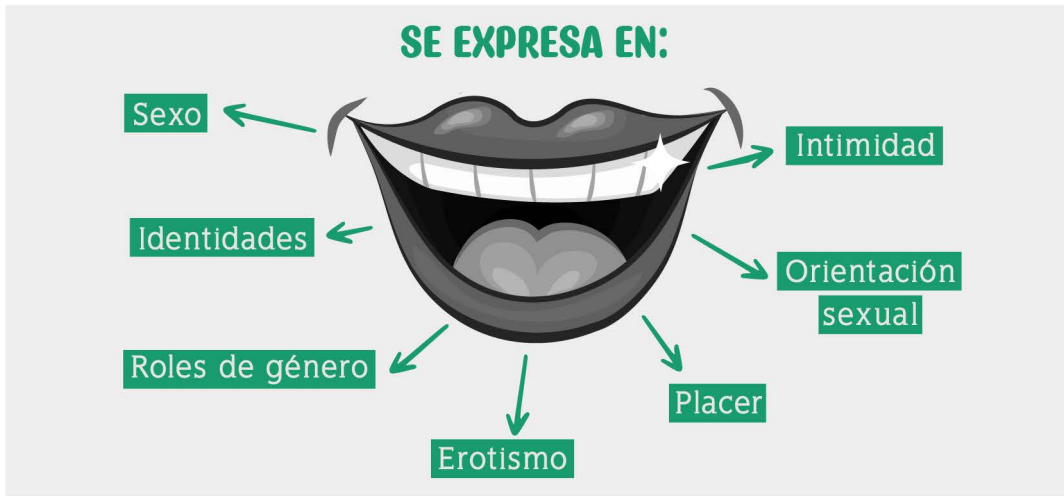 SE EXPRESA EN:
Sexo
Intimidad
Identidades
Orientación
sexual
Roles de género
Placer
Erotismo